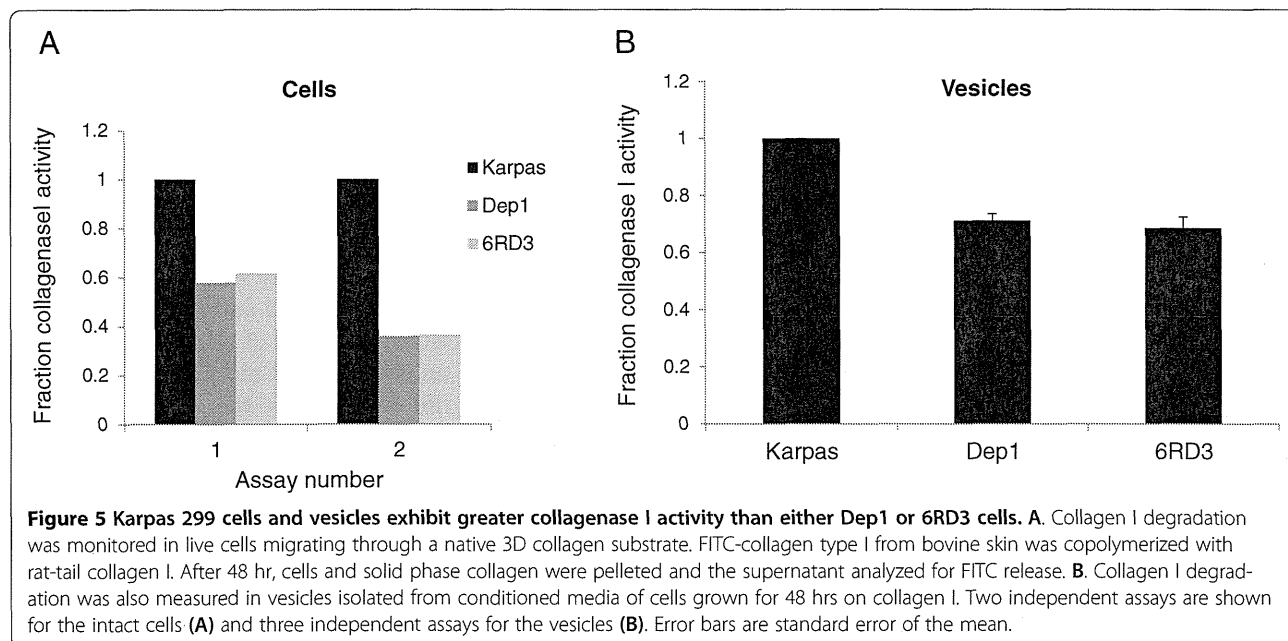 A
Cells
1.2
1
0.8
0.6
0.4
0.2
0
Fraction collagenaseI activity
1
2
Assay number
Karpas
Dep1
6RD3
B
Vesicles
1.2
1
0.8
0.6
0.4
0.2
0
Fraction collagenase I activity
Karpas
Dep1
6RD3
Figure 5 Karpas 299 cells and vesicles exhibit greater collagenase I activity than either Dep1 or 6RD3 cells. A. Collagen I degradation
was monitored in live cells migrating through a native 3D collagen substrate. FITC-collagen type I from bovine skin was copolymerized with
rat-tail collagen I. After 48 hr, cells and solid phase collagen were pelleted and the supernatant analyzed for FITC release. B. Collagen I degrad-
ation was also measured in vesicles isolated from conditioned media of cells grown for 48 hrs on collagen I. Two independent assays are shown
for the intact cells (A) and three independent assays for the vesicles (B). Error bars are standard error of the mean.